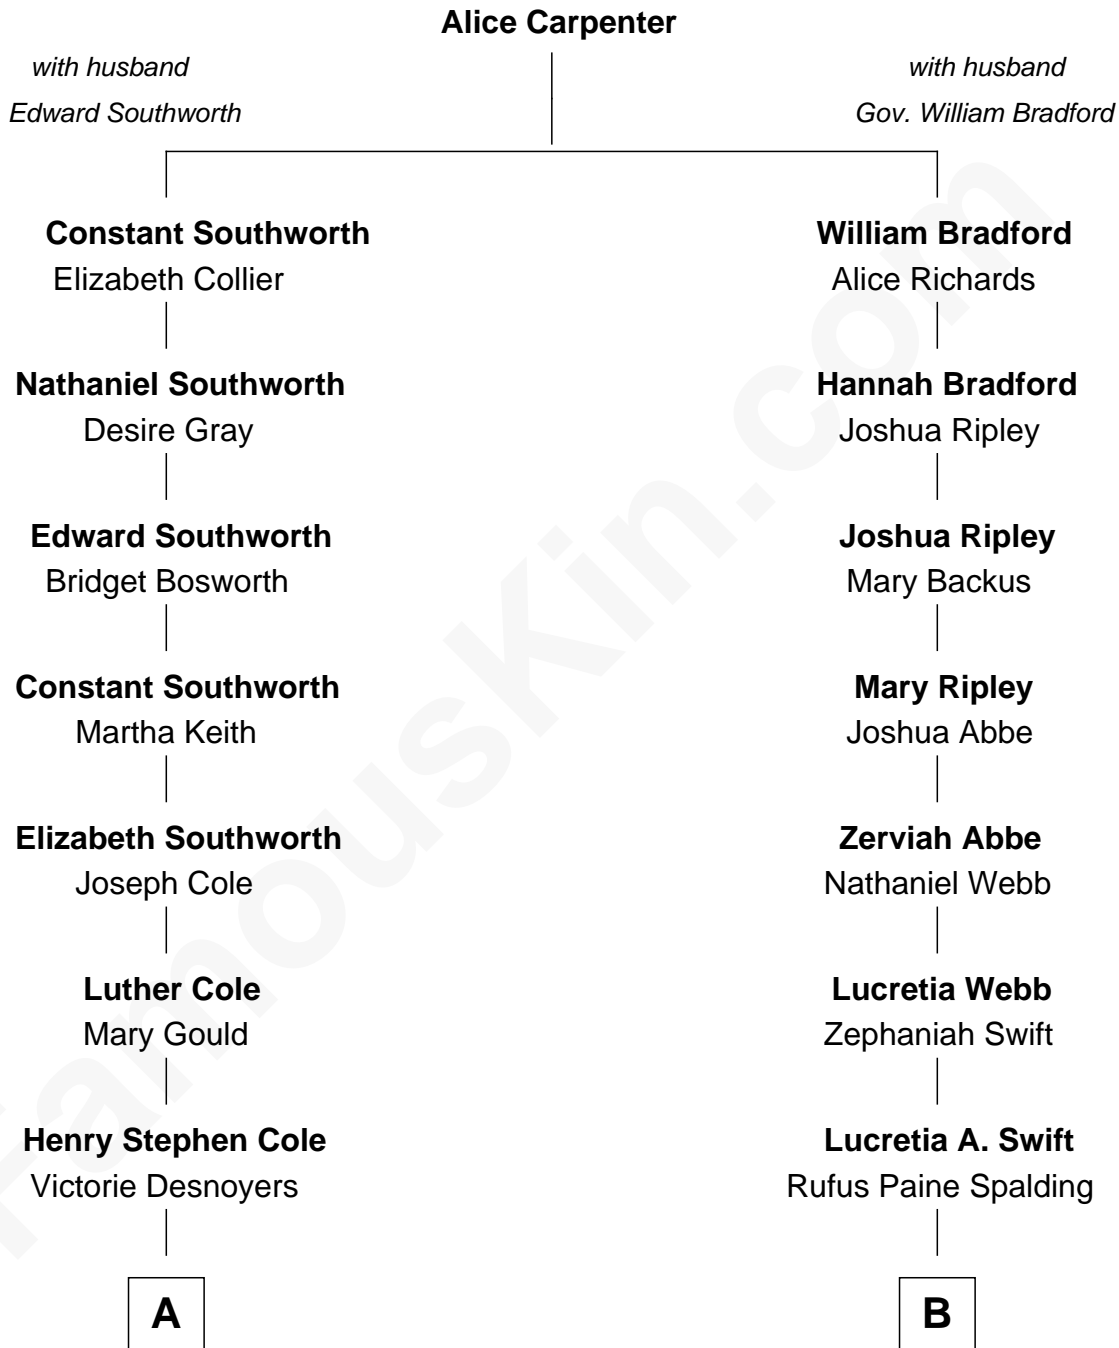 Alice Carpenter
with husband
Edward Southworth
with husband
Gov. William Bradford
Constant Southworth
Elizabeth Collier
Nathaniel Southworth
Desire Gray
Edward Southworth
Bridget Bosworth
Constant Southworth
Martha Keith
Elizabeth Southworth
Joseph Cole
Luther Cole
Mary Gould
Henry Stephen Cole
Victorie Desnoyers
A
William Bradford
Alice Richards
Hannah Bradford
Joshua Ripley
Joshua Ripley
Mary Backus
Mary Ripley
Joshua Abbe
Zerviah Abbe
Nathaniel Webb
Lucretia Webb
Zephaniah Swift
Lucretia A. Swift
Rufus Paine Spalding
B
FamousKin.com